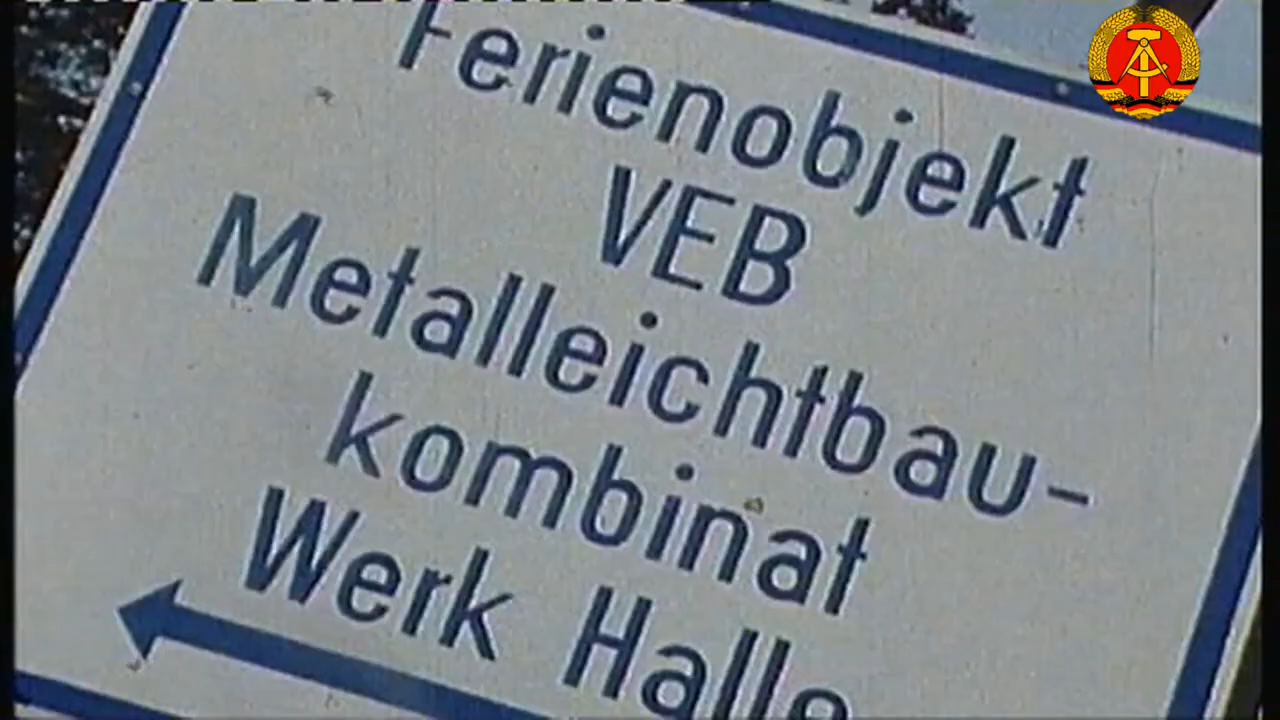 Ferienobjekt
VEB
Metalleichtbau-
kombinat
Werk Halle